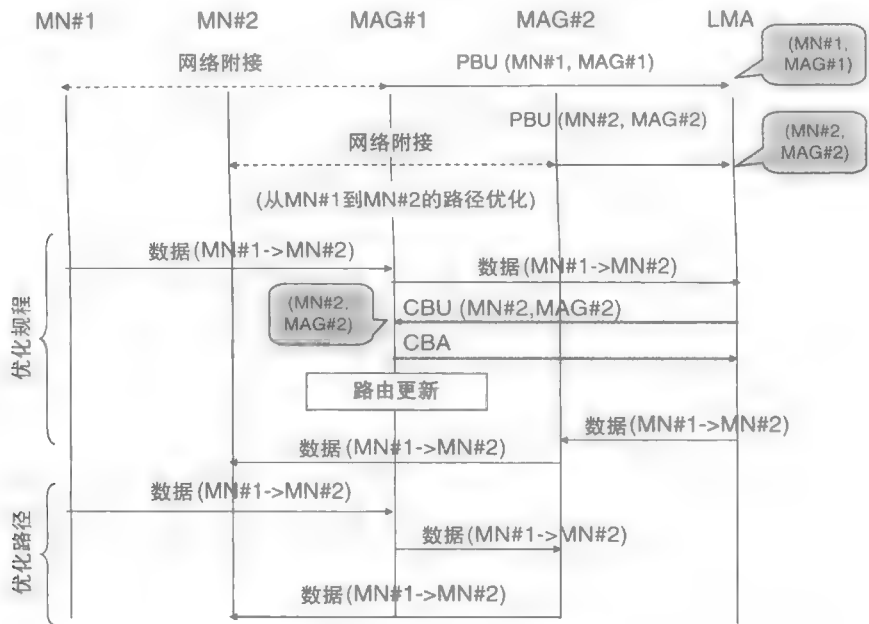 MN#1 MN#2 MAG#1 MAG#2 LMA
网络附接
PBU (MN#1, MAG#1)
(MN#1,
MAG#1)
PBU (MN#2, MAG#2)
网络附接
(MN#2,
MAG#2)
(从MN#1到MN#2的路径优化)
优化规程
数据(MN#1->MN#2)
数据(MN#1->MN#2)
(MN#2,
MAG#2)
CBU (MN#2,MAG#2)
CBA
路由更新
数据(MN#1->MN#2)
数据(MN#1->MN#2)
优化路径
数据(MN#1->MN#2)
数据(MN#1->MN#2)
数据(MN#1->MN#2)